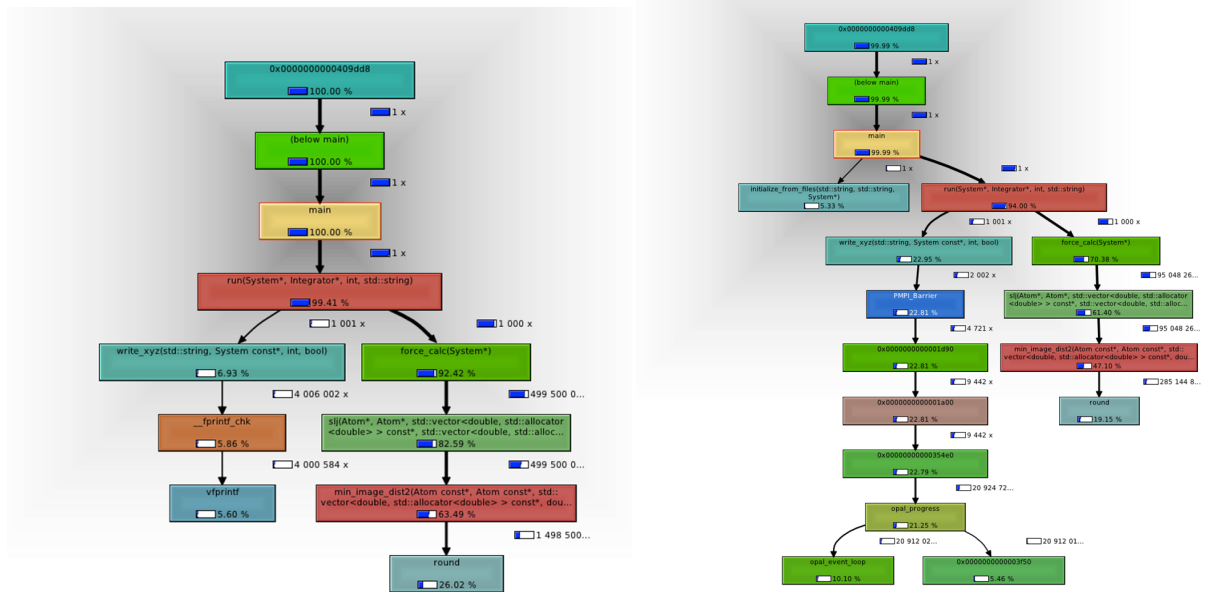 0x0000000000409dd8
100.00 %
1 x
(below main)
100.00 %
1 x
main
100.00 %
1 x
run(System*, Integrator*, int, std::string)
99.41 %
1 001 x
1 000 x
write_xyz(std::string, System const*, int, bool)
6.93 %
force_calc(System*)
92.42 %
4 006 002 x
499 500 0...
__fprintf_chk
5.86 %
slj(Atom*, Atom*, std::vector<double, std::allocator
<double> > const*, std::vector<double, std::alloc...
82.59 %
4 000 584 x
499 500 0...
vfprintf
5.60 %
min_image_dist2(Atom const*, Atom const*, std::
vector<double, std::allocator<double> > const*, dou...
63.49 %
1 498 500...
round
26.02 %
0x0000000000409dd8
99.99 %
1 x
(below main)
99.99 %
1 x
main
99.99 %
1 x
1 x
initialize_from_files(std::string, std::string,
System*)
5.33 %
run(System*, Integrator*, int, std::string)
94.00 %
1 001 x
1 000 x
write_xyz(std::string, System const*, int, bool)
22.95 %
force_calc(System*)
70.38 %
2 002 x
95 048 26...
PMPI_Barrier
22.81 %
slj(Atom*, Atom*, std::vector<double, std::allocator
<double> > const*, std::vector<double, std::alloc...
61.40 %
4 721 x
95 048 26...
0x0000000000001d90
22.81 %
min_image_dist2(Atom const*, Atom const*, std::
vector<double, std::allocator<double> > const*, dou...
47.10 %
9 442 x
285 144 8...
0x0000000000001a00
22.81 %
round
19.15 %
9 442 x
0x00000000000354e0
22.79 %
20 924 72...
opal_progress
21.25 %
20 912 02...
20 912 01...
opal_event_loop
10.10 %
0x0000000000003f50
5.46 %